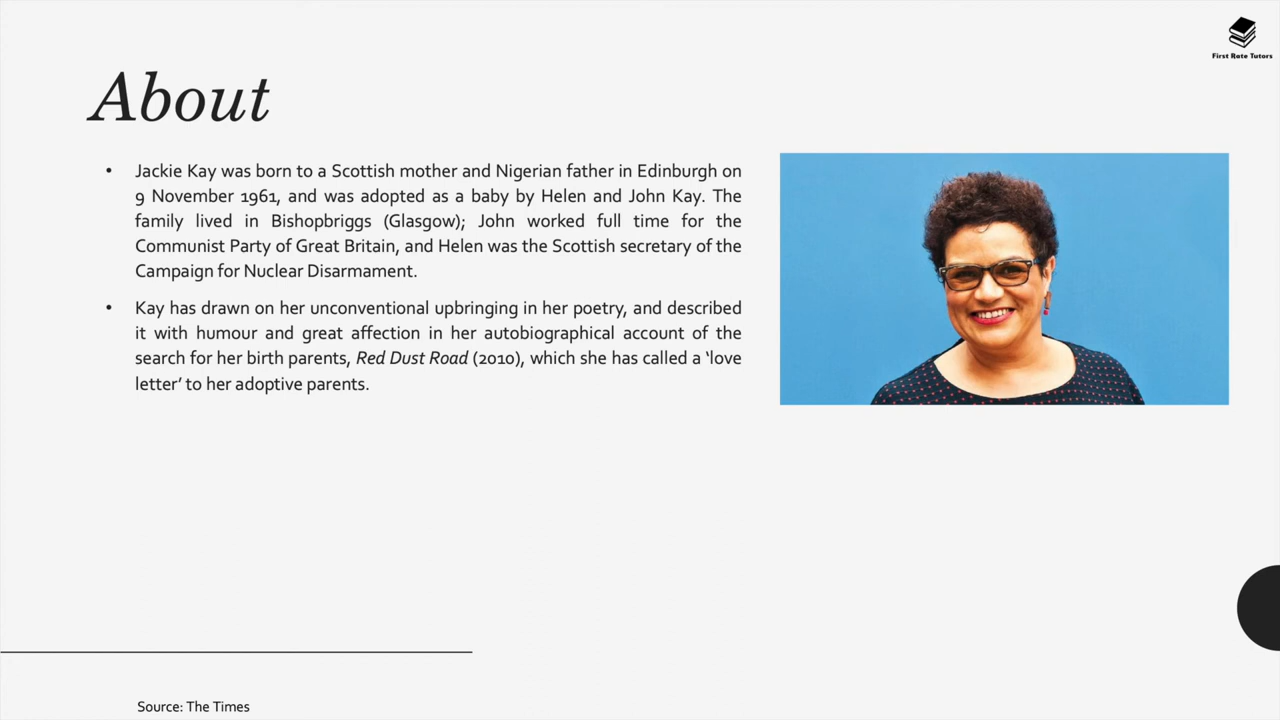 First Rate Tutors
About
• Jackie Kay was born to a Scottish mother and Nigerian father in Edinburgh on
9 November 1961, and was adopted as a baby by Helen and John Kay. The
family lived in Bishopbriggs (Glasgow); John worked full time for the
Communist Party of Great Britain, and Helen was the Scottish secretary of the
Campaign for Nuclear Disarmament.
• Kay has drawn on her unconventional upbringing in her poetry, and described
it with humour and great affection in her autobiographical account of the
search for her birth parents, Red Dust Road (2010), which she has called a ‘love
letter’ to her adoptive parents.
Source: The Times